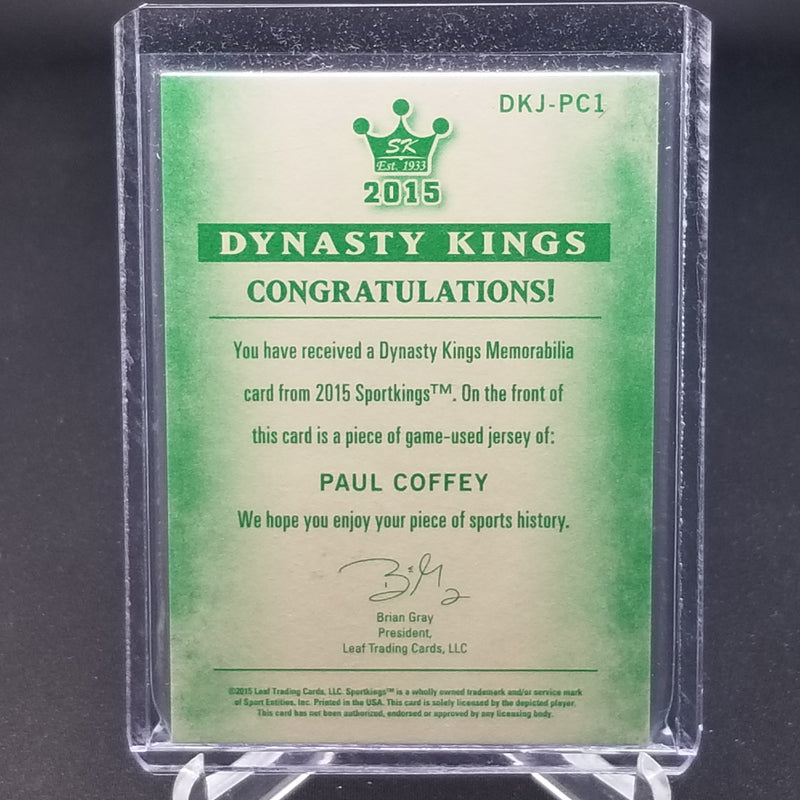 DKJ-PC1
SK
Est. 1933
2015
DYNASTY KINGS
CONGRATULATIONS!
You have received a Dynasty Kings Memorabilia
card from 2015 Sportkings™. On the front of
this card is a piece of game-used jersey of:
PAUL COFFEY
We hope you enjoy your piece of sports history.
Brian Gray
President,
Leaf Trading Cards, LLC
©2015 Leaf Trading Cards, LLC. Sportkings™ is a wholly owned trademark and/or service mark
of Sport Entities, Inc. Printed in the USA. This card is solely licensed by the depicted player.
This card has not been authorized, endorsed or approved by any licensing body.